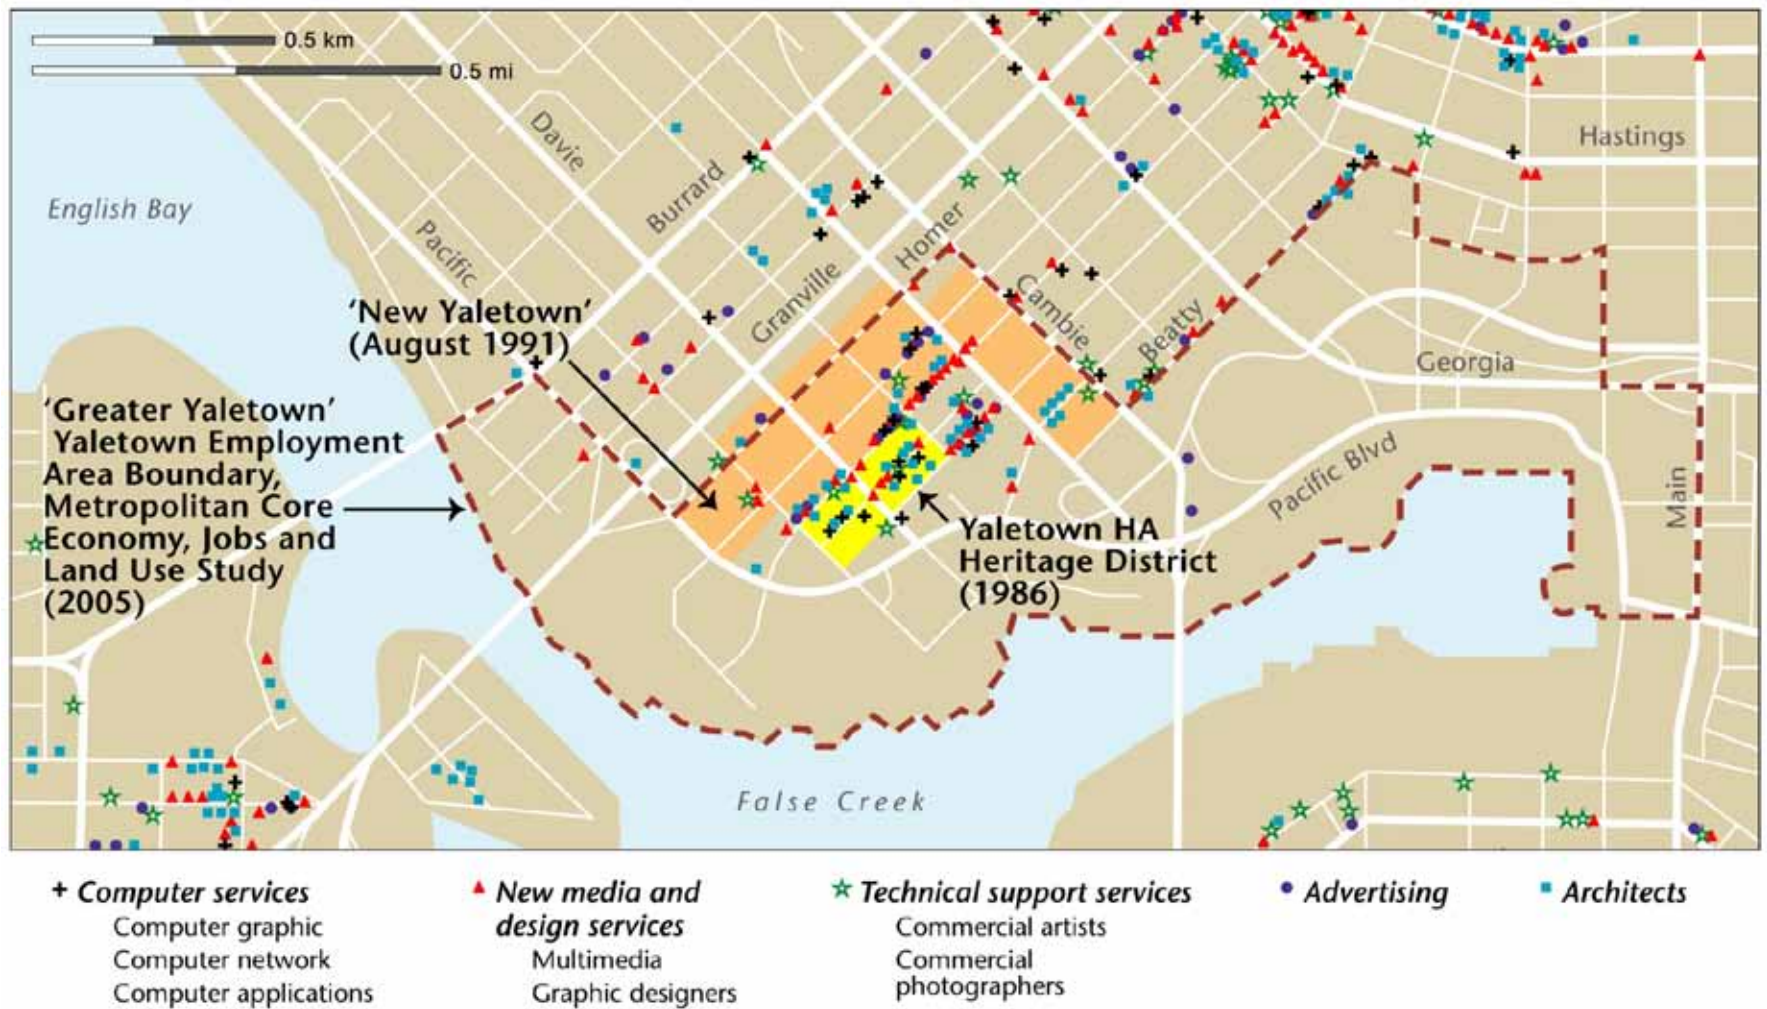 0.5 km
0.5 mi
Hastings
Davie
English Bay
Burrard
Pacific
Homer
Granville
Cambie
Beatty
Georgia
'New Yaletown'
(August 1991)
'Greater Yaletown'
Yaletown Employment
Area Boundary,
Metropolitan Core
Economy, Jobs and
Land Use Study
(2005)
Pacific Blvd
Main
Yaletown HA
Heritage District
(1986)
False Creek
Computer services
Computer graphic
Computer network
Computer applications
New media and
design services
Multimedia
Graphic designers
Technical support services
Commercial artists
Commercial
photographers
Advertising
Architects